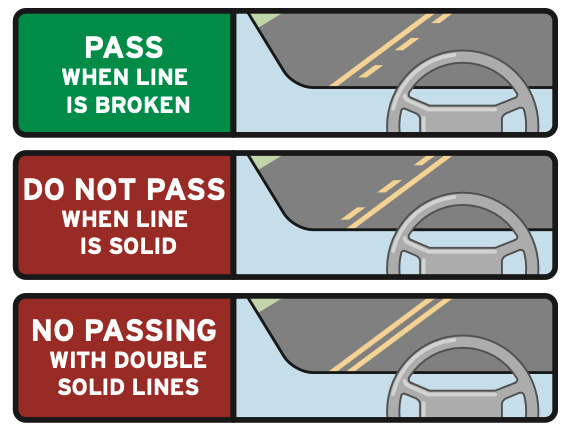 PASS
WHEN LINE
IS BROKEN
DO NOT PASS
WHEN LINE
IS SOLID
NO PASSING
WITH DOUBLE
SOLID LINES